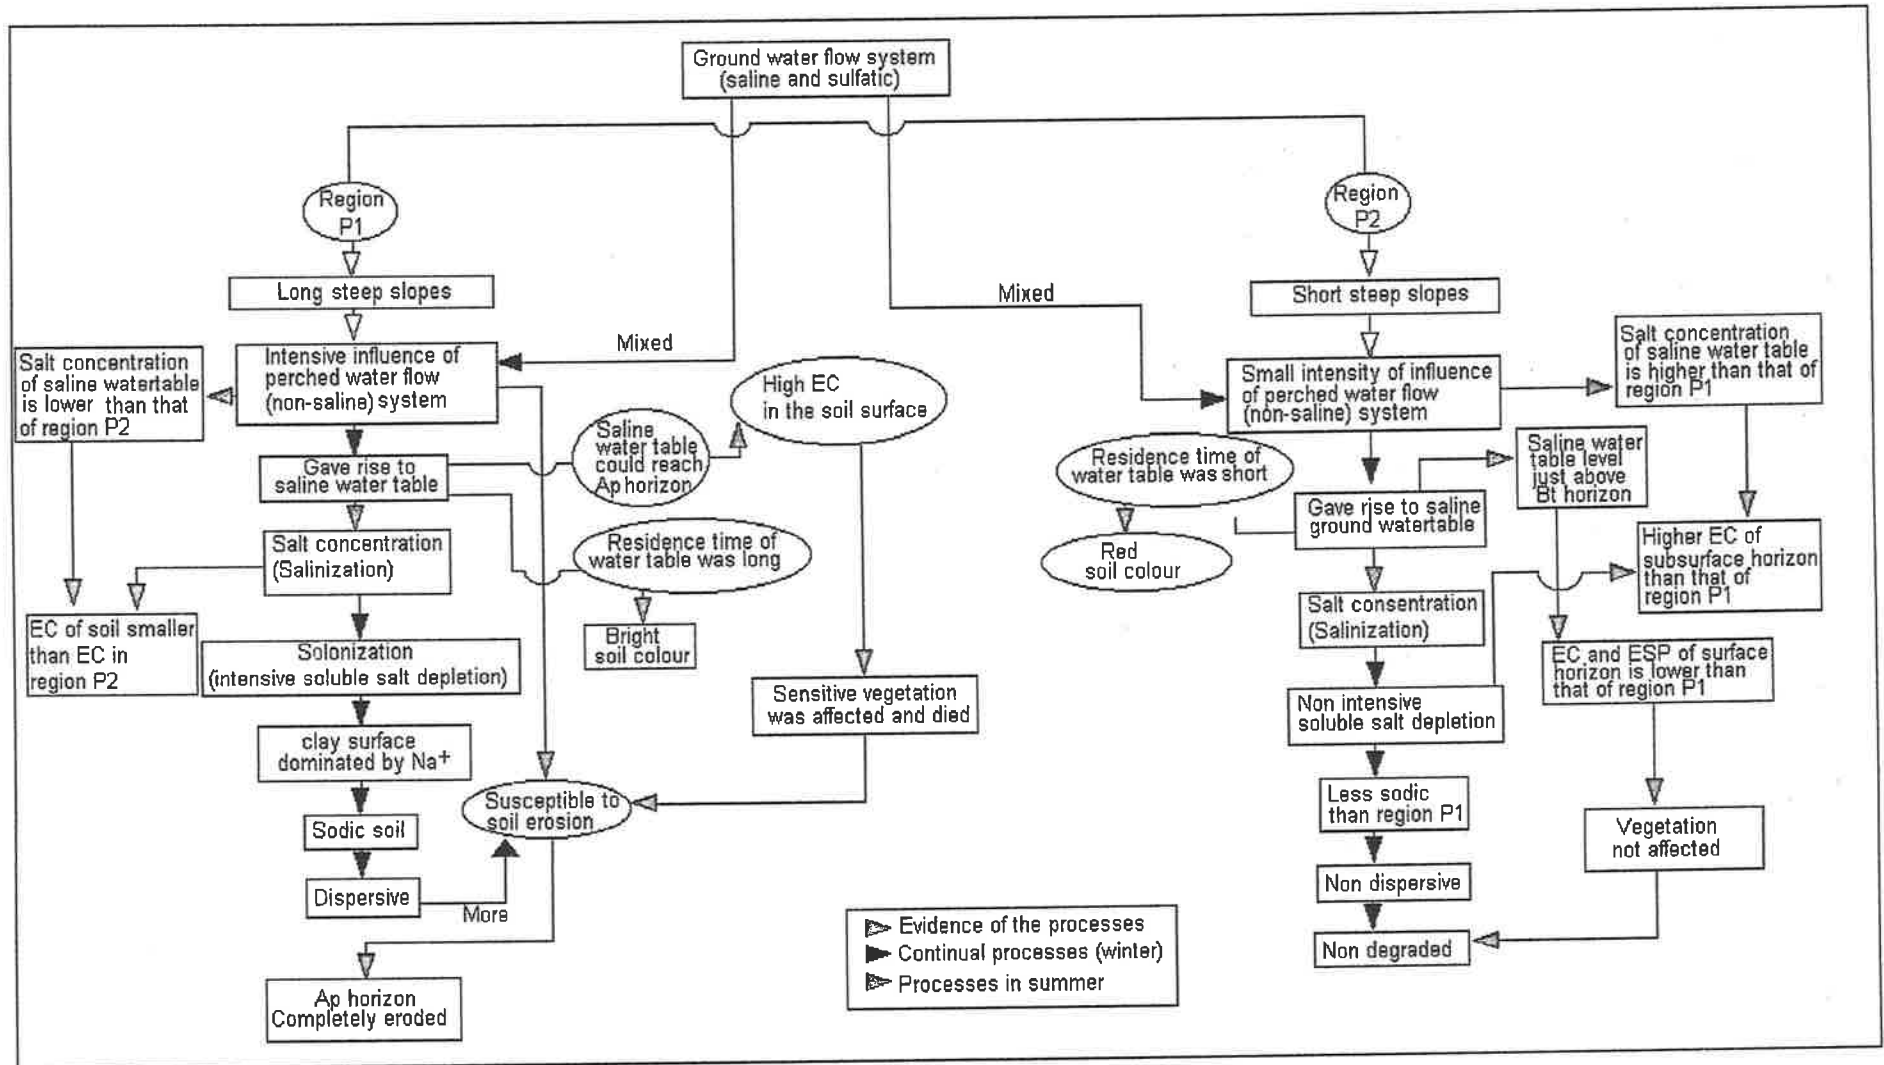 Ground water flow system
(saline and sulfatic)
Region
P1
Long steep slopes
Mixed
Intensive influence of
perched water flow
(non-saline) system
Salt concentration
of saline watertable
is lower than that
of region P2
Gave rise to
saline water table
Saline
water table
could reach
Ap horizon
High EC
in the soil surface
Salt concentration
(Salinization)
Residence time of
water table was long
Bright
soil colour
EC of soil smaller
than EC in
region P2
Solonization
(intensive soluble salt depletion)
Sensitive vegetation
was affected and died
clay surface
dominated by Na+
Susceptible to
soil erosion
Sodic soil
Dispersive
More
Ap horizon
Completely eroded
Region
P2
Short steep slopes
Mixed
Small intensity of influence
of perched water flow
(non-saline) system
Salt concentration
of saline water table
is higher than that of
region P1
Residence time of
water table was short
Red
soil colour
Gave rise to saline
ground watertable
Saline water
table level
just above
Bt horizon
Higher EC of
subsurface horizon
than that of
region P1
Salt consentration
(Salinization)
EC and ESP of surface
horizon is lower than
that of region P1
Non intensive
soluble salt depletion
Less sodic
than region P1
Vegetation
not affected
Non dispersive
Non degraded
Evidence of the processes
Continual processes (winter)
Processes in summer